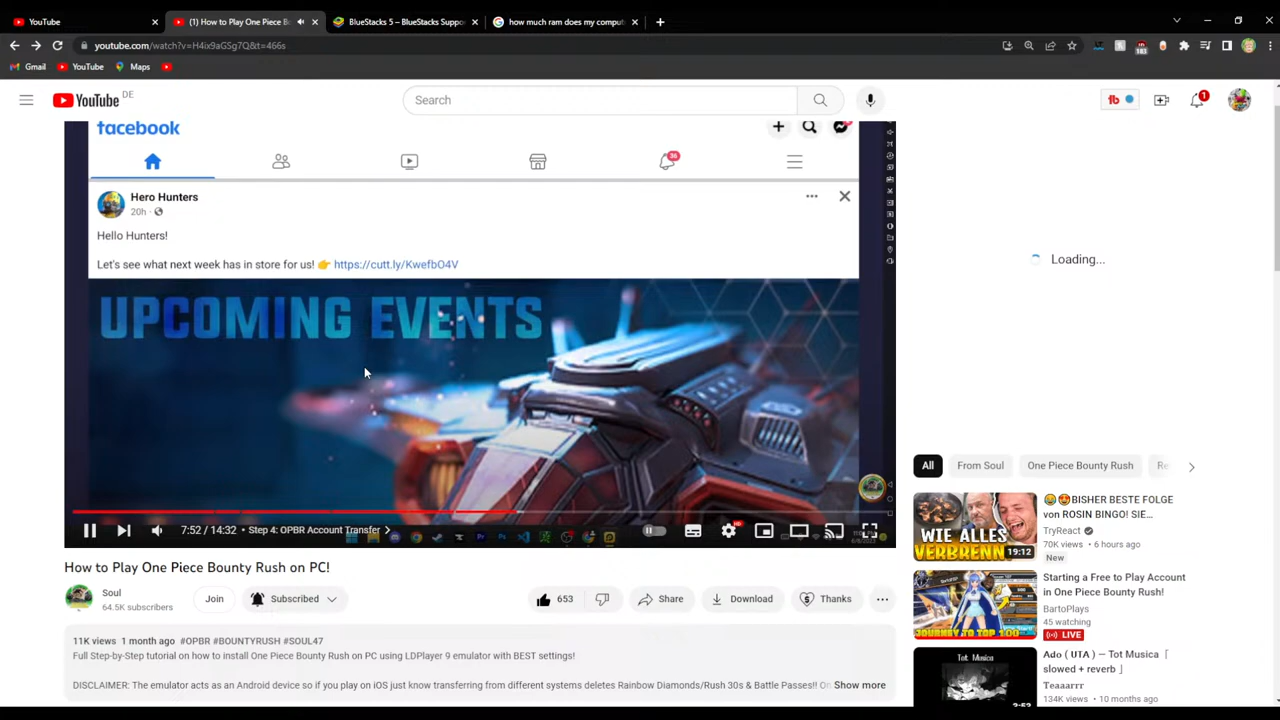 YouTube
(1) How to Play One Piece B
BlueStacks 5 – BlueStacks Suppo
how much ram does my comput
youtube.com/watch?v=H4ix9aGSg7Q&t=466s
183
Gmail
YouTube
Maps
YouTube DE
Search
1
facebook
36
Hero Hunters
20h
Hello Hunters!
Let's see what next week has in store for us! 👉 https://cutt.ly/KwefbO4V
UPCOMING EVENTS
Loading...
All
From Soul
One Piece Bounty Rush
Re
7:52 / 14:32 • Step 4: OPBR Account Transfer
HD
How to Play One Piece Bounty Rush on PC!
Soul
64.5K subscribers
Join
Subscribed
653
Share
Download
Thanks
11K views 1 month ago #OPBR #BOUNTYRUSH #SOUL47
Full Step-by-Step tutorial on how to install One Piece Bounty Rush on PC using LDPlayer 9 emulator with BEST settings!
DISCLAIMER: The emulator acts as an Android device so if you play on iOS just know transferring from different systems deletes Rainbow Diamonds/Rush 30s & Battle Passes!! Show more
WIE ALLES
VERBRENN
19:12
😂🥵BISHER BESTE FOLGE
von ROSIN BINGO! SIE...
TryReact
70K views • 6 hours ago
New
JOURNEY TO TOP 100
Starting a Free to Play Account
in One Piece Bounty Rush!
BartoPlays
45 watching
LIVE
Tot Musica
3:53
Ado ( UTA ) — Tot Musica「
slowed + reverb 」
Teaarrr
134K views • 10 months ago